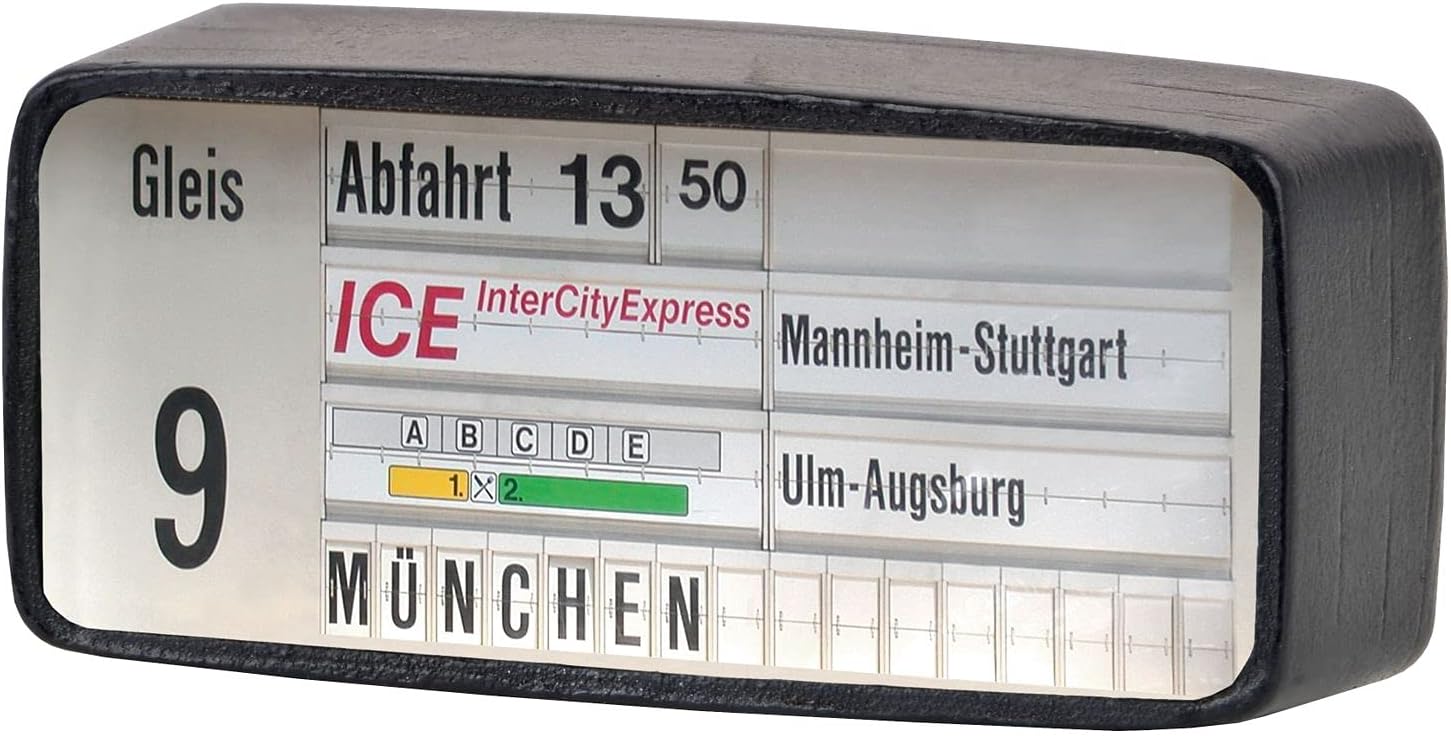 Gleis
9
Abfahrt 13 50
ICE InterCityExpress
Mannheim-Stuttgart
A B C D E
1. 2.
Ulm-Augsburg
MÜNCHEN